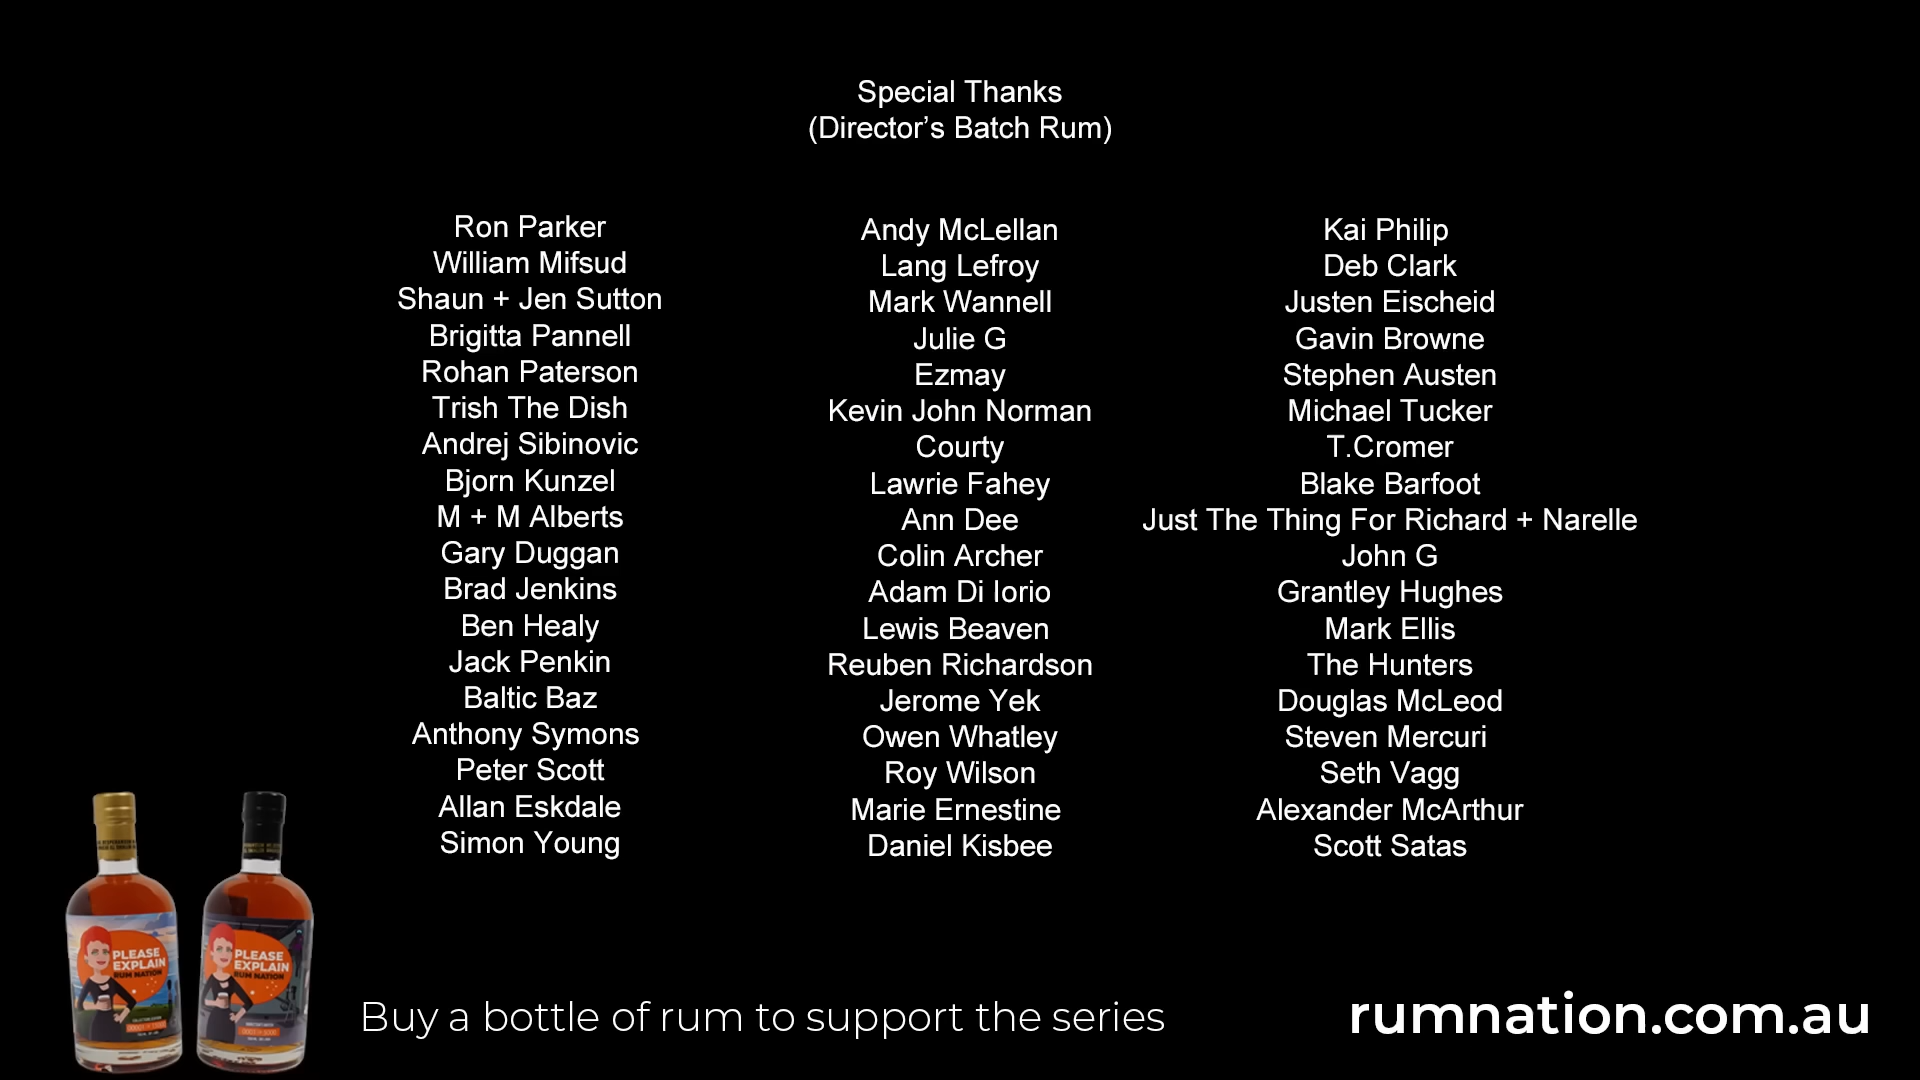 Special Thanks
(Director’s Batch Rum)
Ron Parker
William Mifsud
Shaun + Jen Sutton
Brigitta Pannell
Rohan Paterson
Trish The Dish
Andrej Sibinovic
Bjorn Kunzel
M + M Alberts
Gary Duggan
Brad Jenkins
Ben Healy
Jack Penkin
Baltic Baz
Anthony Symons
Peter Scott
Allan Eskdale
Simon Young
Andy McLellan
Lang Lefroy
Mark Wannell
Julie G
Ezmay
Kevin John Norman
Courty
Lawrie Fahey
Ann Dee
Colin Archer
Adam Di Iorio
Lewis Beaven
Reuben Richardson
Jerome Yek
Owen Whatley
Roy Wilson
Marie Ernestine
Daniel Kisbee
Kai Philip
Deb Clark
Justen Eischeid
Gavin Browne
Stephen Austen
Michael Tucker
T.Cromer
Blake Barfoot
Just The Thing For Richard + Narelle
John G
Grantley Hughes
Mark Ellis
The Hunters
Douglas McLeod
Steven Mercuri
Seth Vagg
Alexander McArthur
Scott Satas
PLEASE
EXPLAIN
RUM NATION
PLEASE
EXPLAIN
RUM NATION
Buy a bottle of rum to support the series
rumnation.com.au